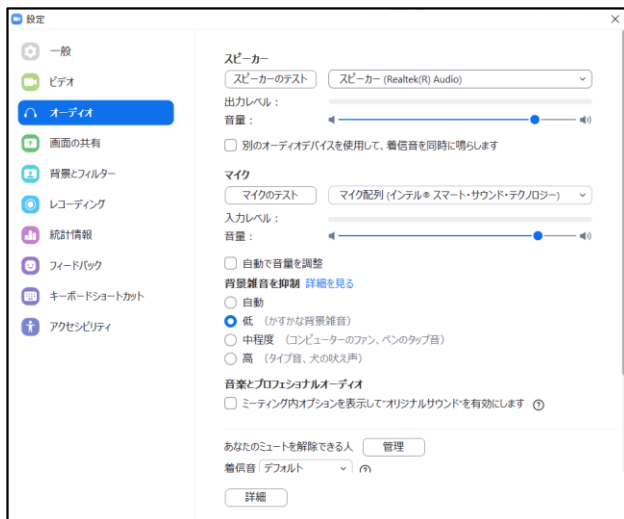 設定
一般
ビデオ
オーディオ
画面の共有
背景とフィルター
レコーディング
統計情報
フィードバック
キーボードショートカット
アクセシビリティ
スピーカー
スピーカーのテスト スピーカー (Realtek(R) Audio)
出力レベル：
音量：
別のオーディオデバイスを使用して、着信音を同時に鳴らします
マイク
マイクのテスト マイク配列 (インテル® スマート・サウンド・テクノロジー)
入力レベル：
音量：
自動で音量を調整
背景雑音を抑制 詳細を見る
自動
低 (かすかな背景雑音)
中程度 (コンピューターのファン、ペンのタップ音)
高 (タイプ音、犬の吠え声)
音楽とプロフェショナルオーディオ
ミーティング内オプションを表示して"オリジナルサウンド"を有効にします
あなたのミュートを解除できる人 管理
着信音 デフォルト
詳細